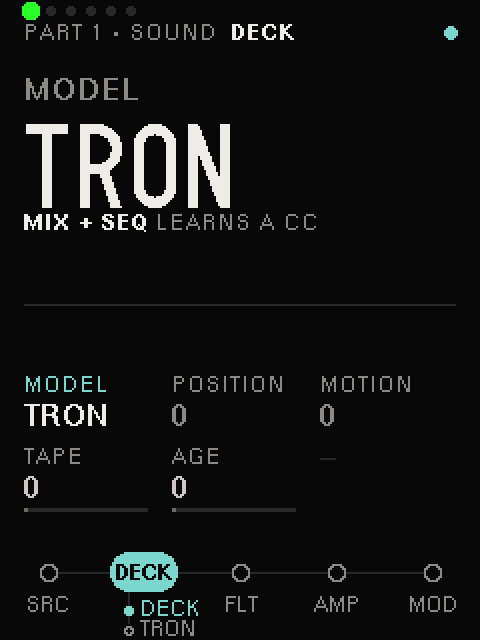 PART 1 · SOUND DECK
MODEL
TRON
MIX + SEQ LEARNS A CC
MODEL POSITION MOTION
TRON 0 0
TAPE AGE —
0 0
DECK
SRC DECK FLT AMP MOD
TRON